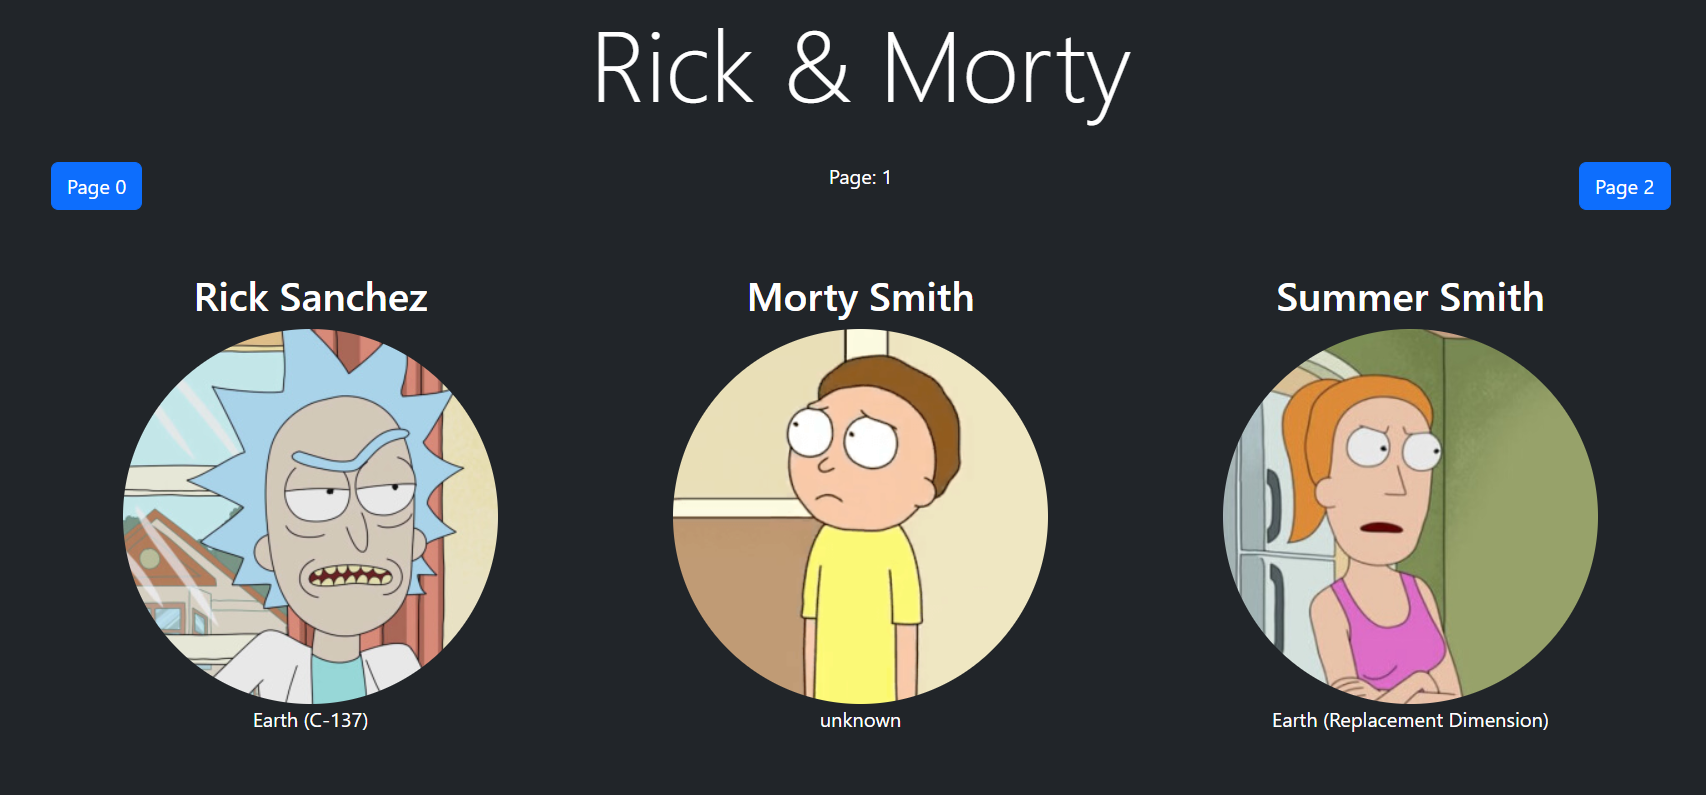 Rick & Morty
Page 0
Page: 1
Page 2
Rick Sanchez
Morty Smith
Summer Smith
Earth (C-137)
unknown
Earth (Replacement Dimension)